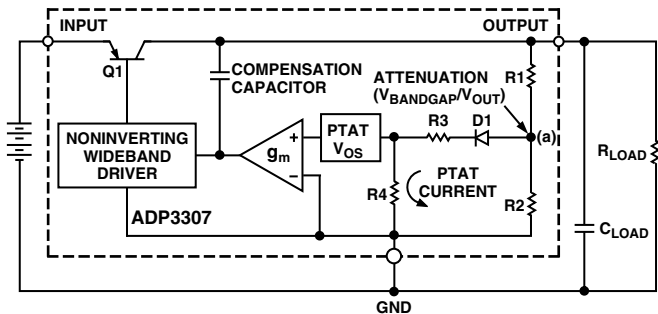 INPUT
OUTPUT
Q1
COMPENSATION
CAPACITOR
ATTENUATION
(VBANDGAP/VOUT)
R1
R3
D1
(a)
NONINVERTING
WIDEBAND
DRIVER
gm
+
−
PTAT
VOS
R4
PTAT
CURRENT
R2
RLOAD
CLOAD
ADP3307
GND